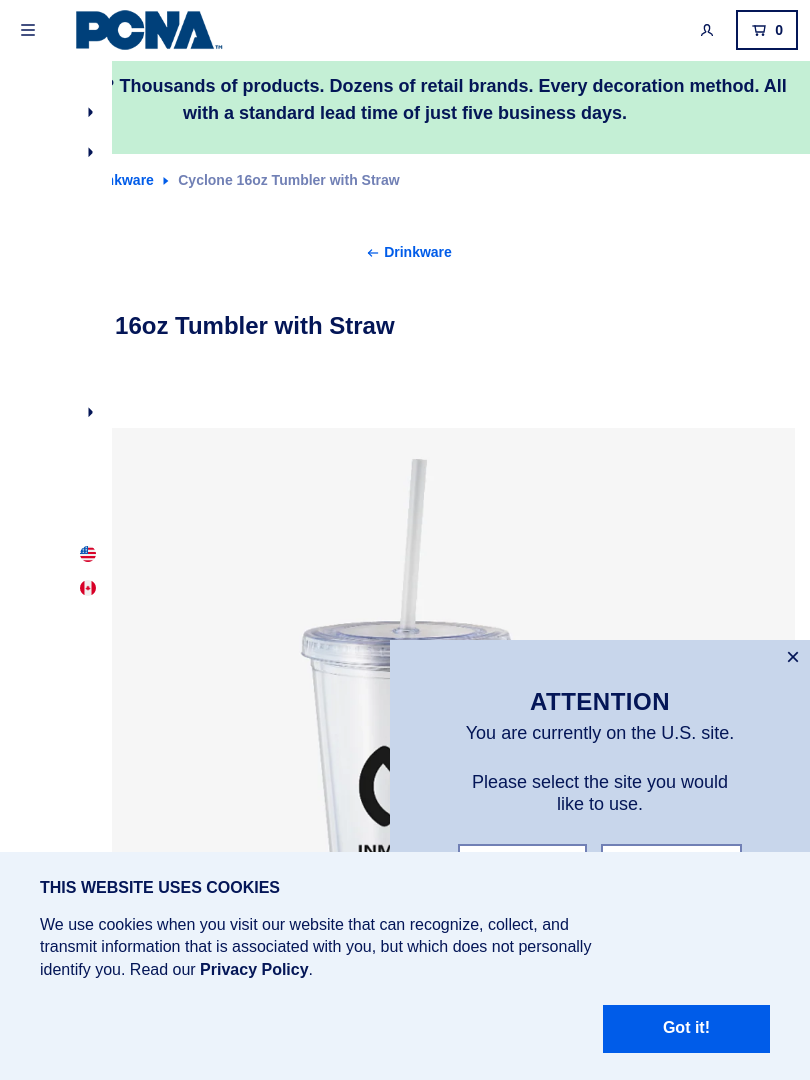 PCNA™
0
? Thousands of products. Dozens of retail brands. Every decoration method. All
with a standard lead time of just five business days.
Cyclone 16oz Tumbler with Straw
← Drinkware
16oz Tumbler with Straw
ATTENTION
You are currently on the U.S. site.
Please select the site you would
like to use.
THIS WEBSITE USES COOKIES
We use cookies when you visit our website that can recognize, collect, and
transmit information that is associated with you, but which does not personally
identify you. Read our Privacy Policy.
Got it!